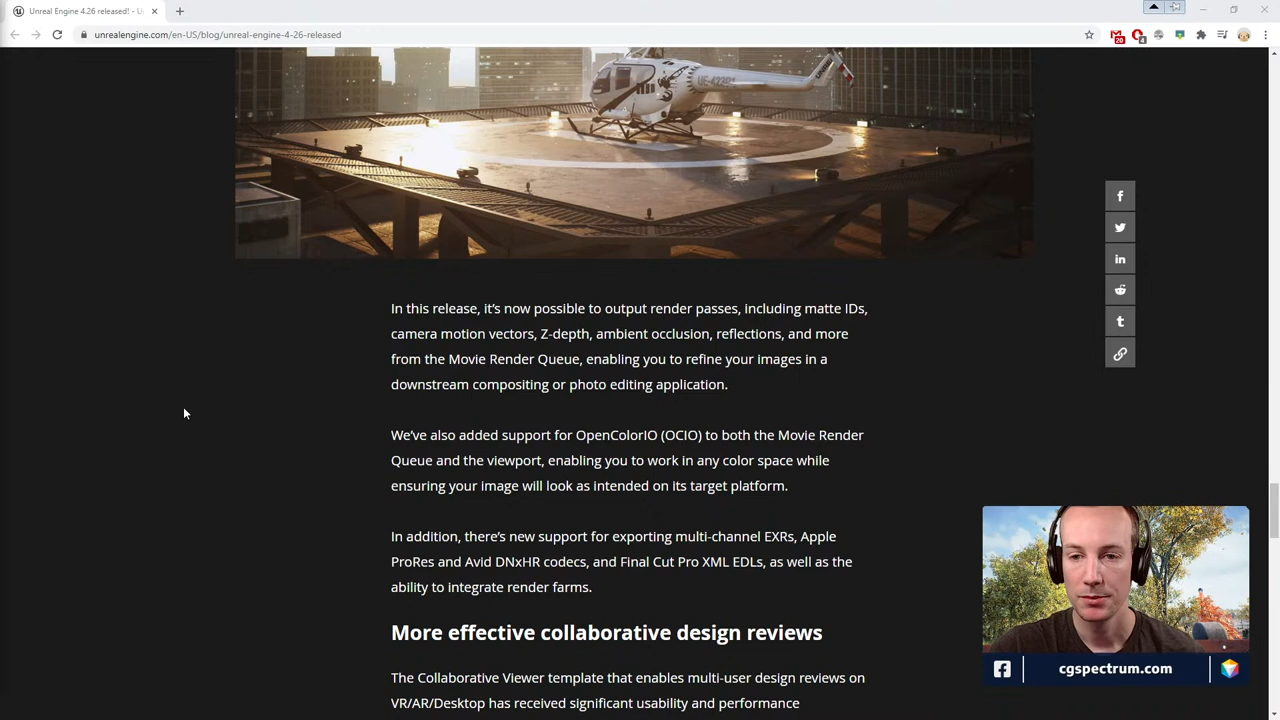 Unreal Engine 4.26 released! - U
unrealengine.com/en-US/blog/unreal-engine-4-26-released
20
4
UE-426R1
In this release, it's now possible to output render passes, including matte IDs,
camera motion vectors, Z-depth, ambient occlusion, reflections, and more
from the Movie Render Queue, enabling you to refine your images in a
downstream compositing or photo editing application.
We've also added support for OpenColorIO (OCIO) to both the Movie Render
Queue and the viewport, enabling you to work in any color space while
ensuring your image will look as intended on its target platform.
In addition, there's new support for exporting multi-channel EXRs, Apple
ProRes and Avid DNxHR codecs, and Final Cut Pro XML EDLs, as well as the
ability to integrate render farms.
cgspectrum.com
More effective collaborative design reviews
The Collaborative Viewer template that enables multi-user design reviews on
VR/AR/Desktop has received significant usability and performance